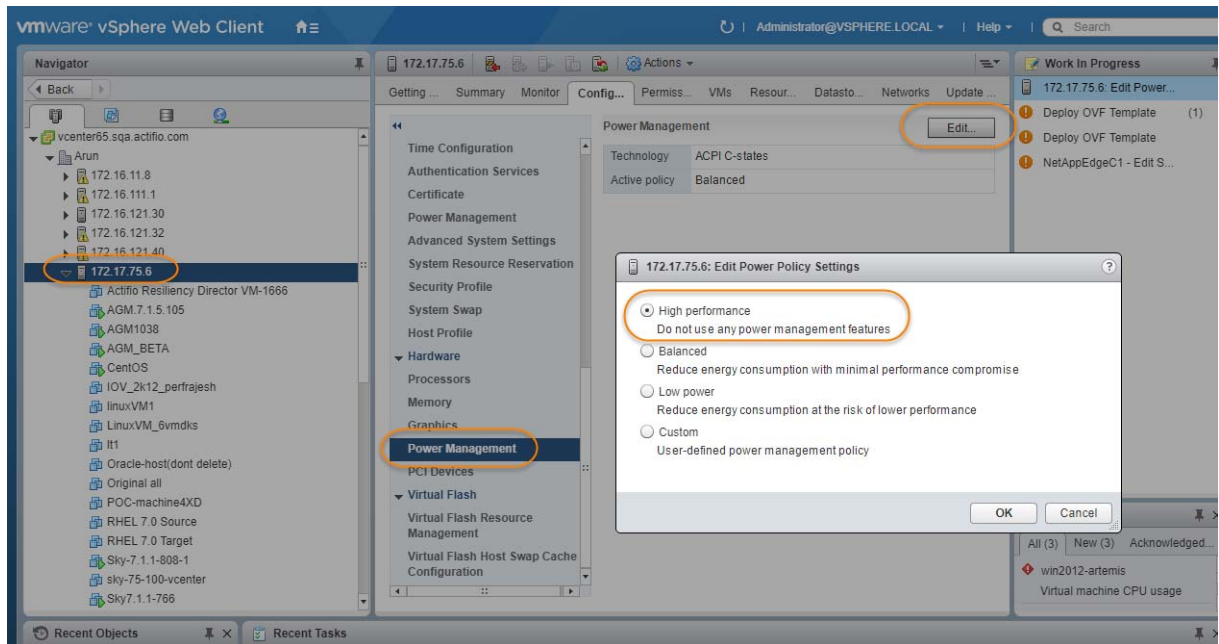 vmware® vSphere Web Client
Administrator@VSPHERE.LOCAL
Help
Search
Navigator
Back
vcenter65.sqa.actifio.com
Arun
172.16.11.8
172.16.111.1
172.16.121.30
172.16.121.32
172.16.121.40
172.17.75.6
Actifio Resiliency Director VM-1666
AGM.7.1.5.105
AGM1038
AGM_BETA
CentOS
IOV_2k12_perfrajesh
linuxVM1
LinuxVM_6vmdks
lt1
Oracle-host(dont delete)
Original all
POC-machine4XD
RHEL 7.0 Source
RHEL 7.0 Target
Sky-7.1.1-808-1
sky-75-100-vcenter
Sky7.1.1-766
172.17.75.6
Actions
Getting ... Summary Monitor Config... Permiss... VMs Resour... Datasto... Networks Update ...
Time Configuration
Authentication Services
Certificate
Power Management
Advanced System Settings
System Resource Reservation
Security Profile
System Swap
Host Profile
Hardware
Processors
Memory
Graphics
Power Management
PCI Devices
Virtual Flash
Virtual Flash Resource
Management
Virtual Flash Host Swap Cache
Configuration
Power Management
Edit...
Technology ACPI C-states
Active policy Balanced
172.17.75.6: Edit Power Policy Settings
?
High performance
Do not use any power management features
Balanced
Reduce energy consumption with minimal performance compromise
Low power
Reduce energy consumption at the risk of lower performance
Custom
User-defined power management policy
OK Cancel
Work In Progress
172.17.75.6: Edit Power...
Deploy OVF Template (1)
Deploy OVF Template
NetAppEdgeC1 - Edit S...
All (3) New (3) Acknowledged...
win2012-artemis
Virtual machine CPU usage
Recent Objects
Recent Tasks